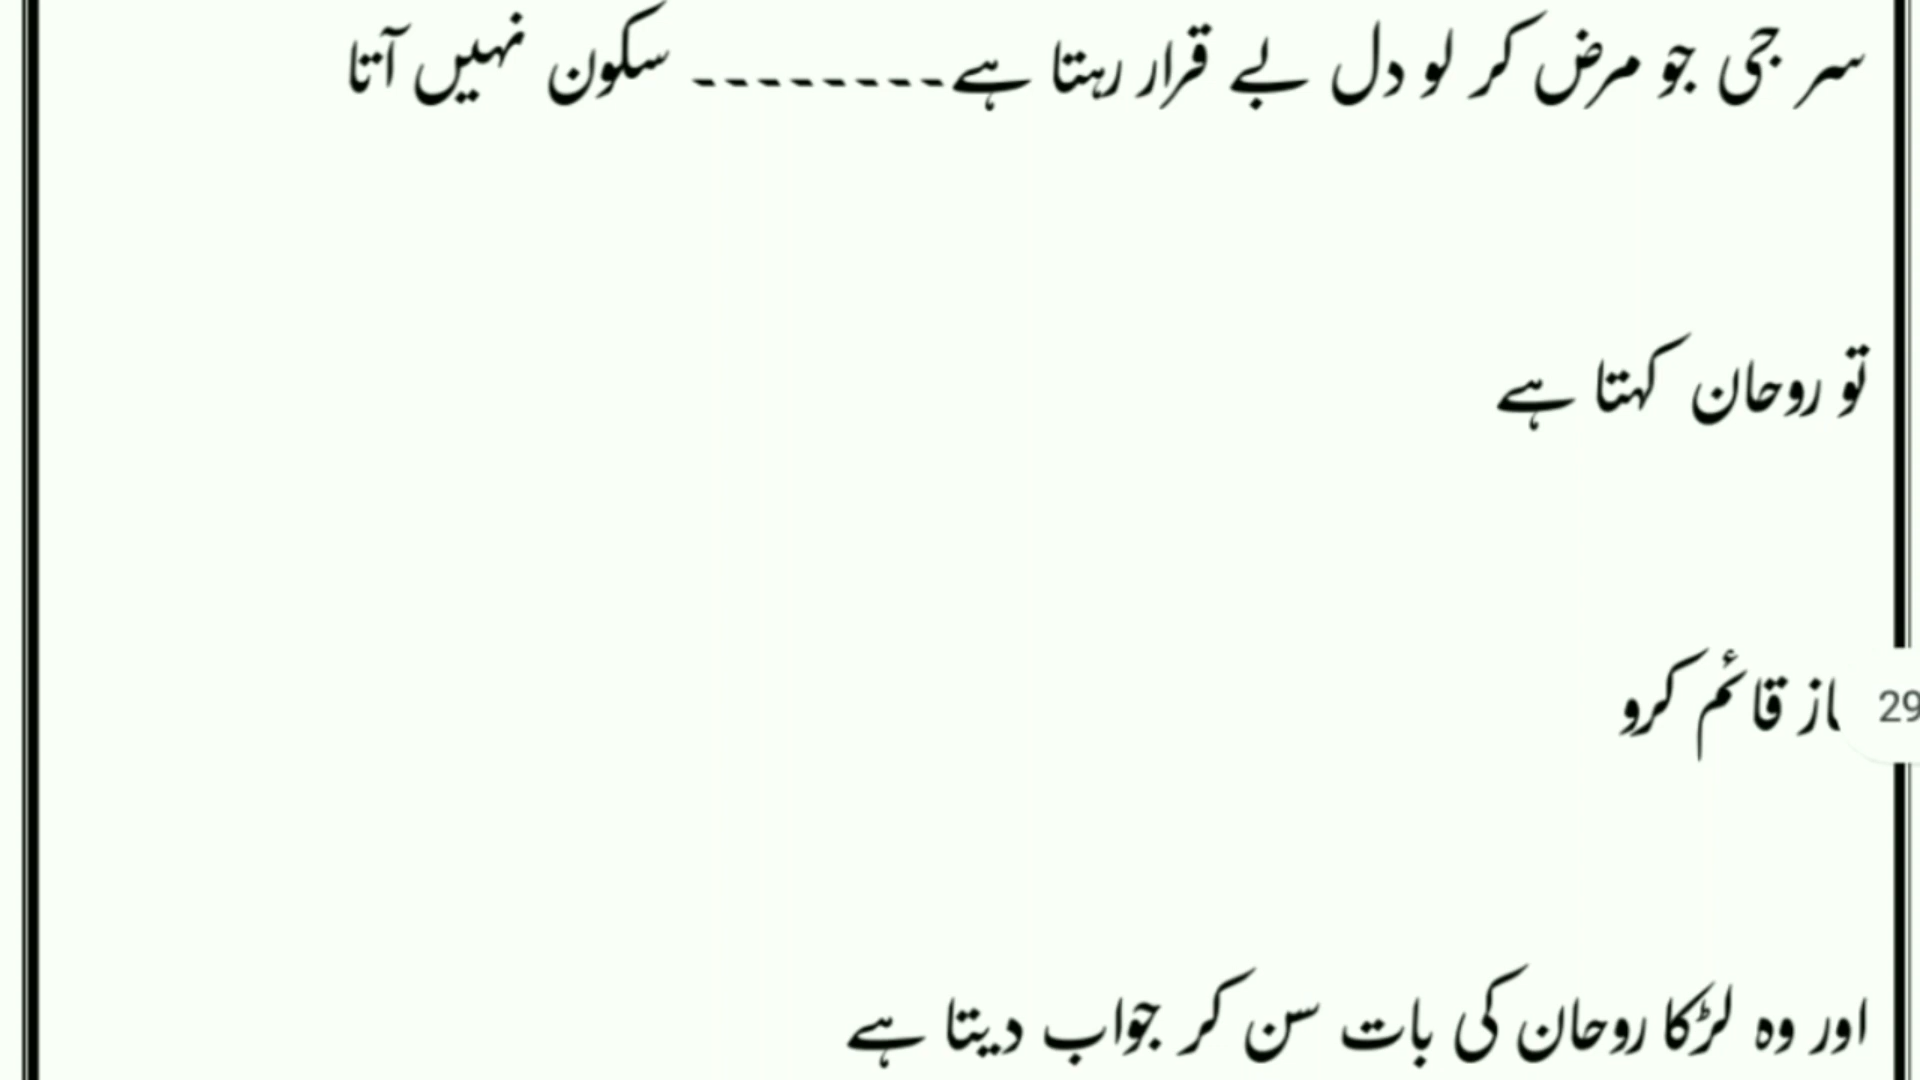 سر جی جو مرض کر لو دل بے قرار رہتا ہے-------- سکون نہیں آتا
تو روحان کہتا ہے
از قائم کرو
29
اور وہ لڑکا روحان کی بات سن کر جواب دیتا ہے